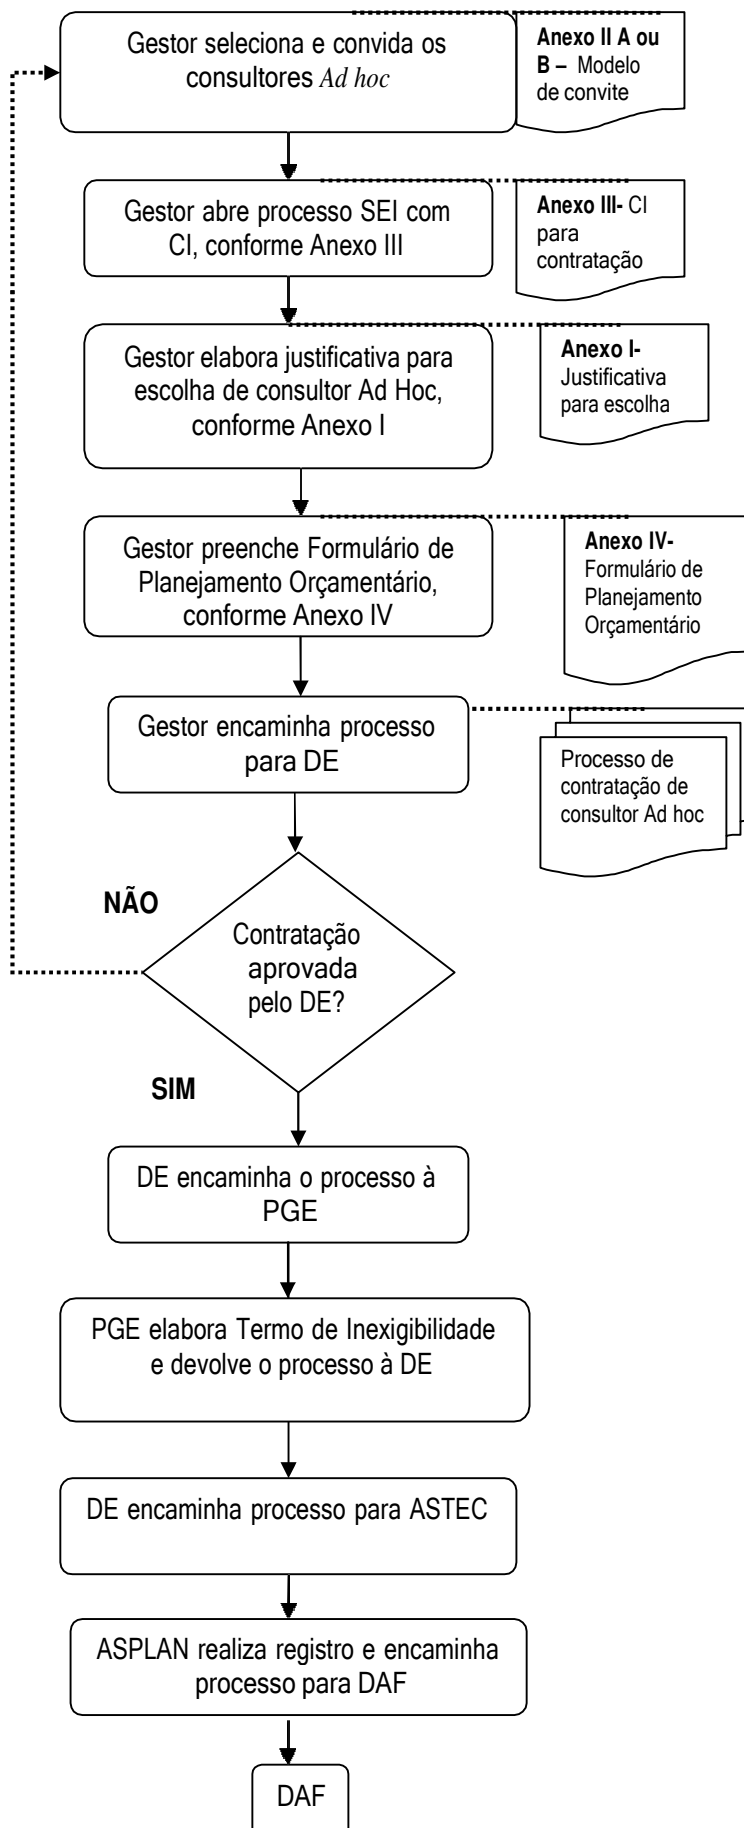 Gestor seleciona e convida os
consultores Ad hoc
Anexo II A ou
B – Modelo
de convite
Gestor abre processo SEI com
CI, conforme Anexo III
Anexo III- CI
para
contratação
Gestor elabora justificativa para
escolha de consultor Ad Hoc,
conforme Anexo I
Anexo I-
Justificativa
para escolha
Gestor preenche Formulário de
Planejamento Orçamentário,
conforme Anexo IV
Anexo IV-
Formulário de
Planejamento
Orçamentário
Gestor encaminha processo
para DE
Processo de
contratação de
consultor Ad hoc
NÃO
Contratação
aprovada
pelo DE?
SIM
DE encaminha o processo à
PGE
PGE elabora Termo de Inexigibilidade
e devolve o processo à DE
DE encaminha processo para ASTEC
ASPLAN realiza registro e encaminha
processo para DAF
DAF